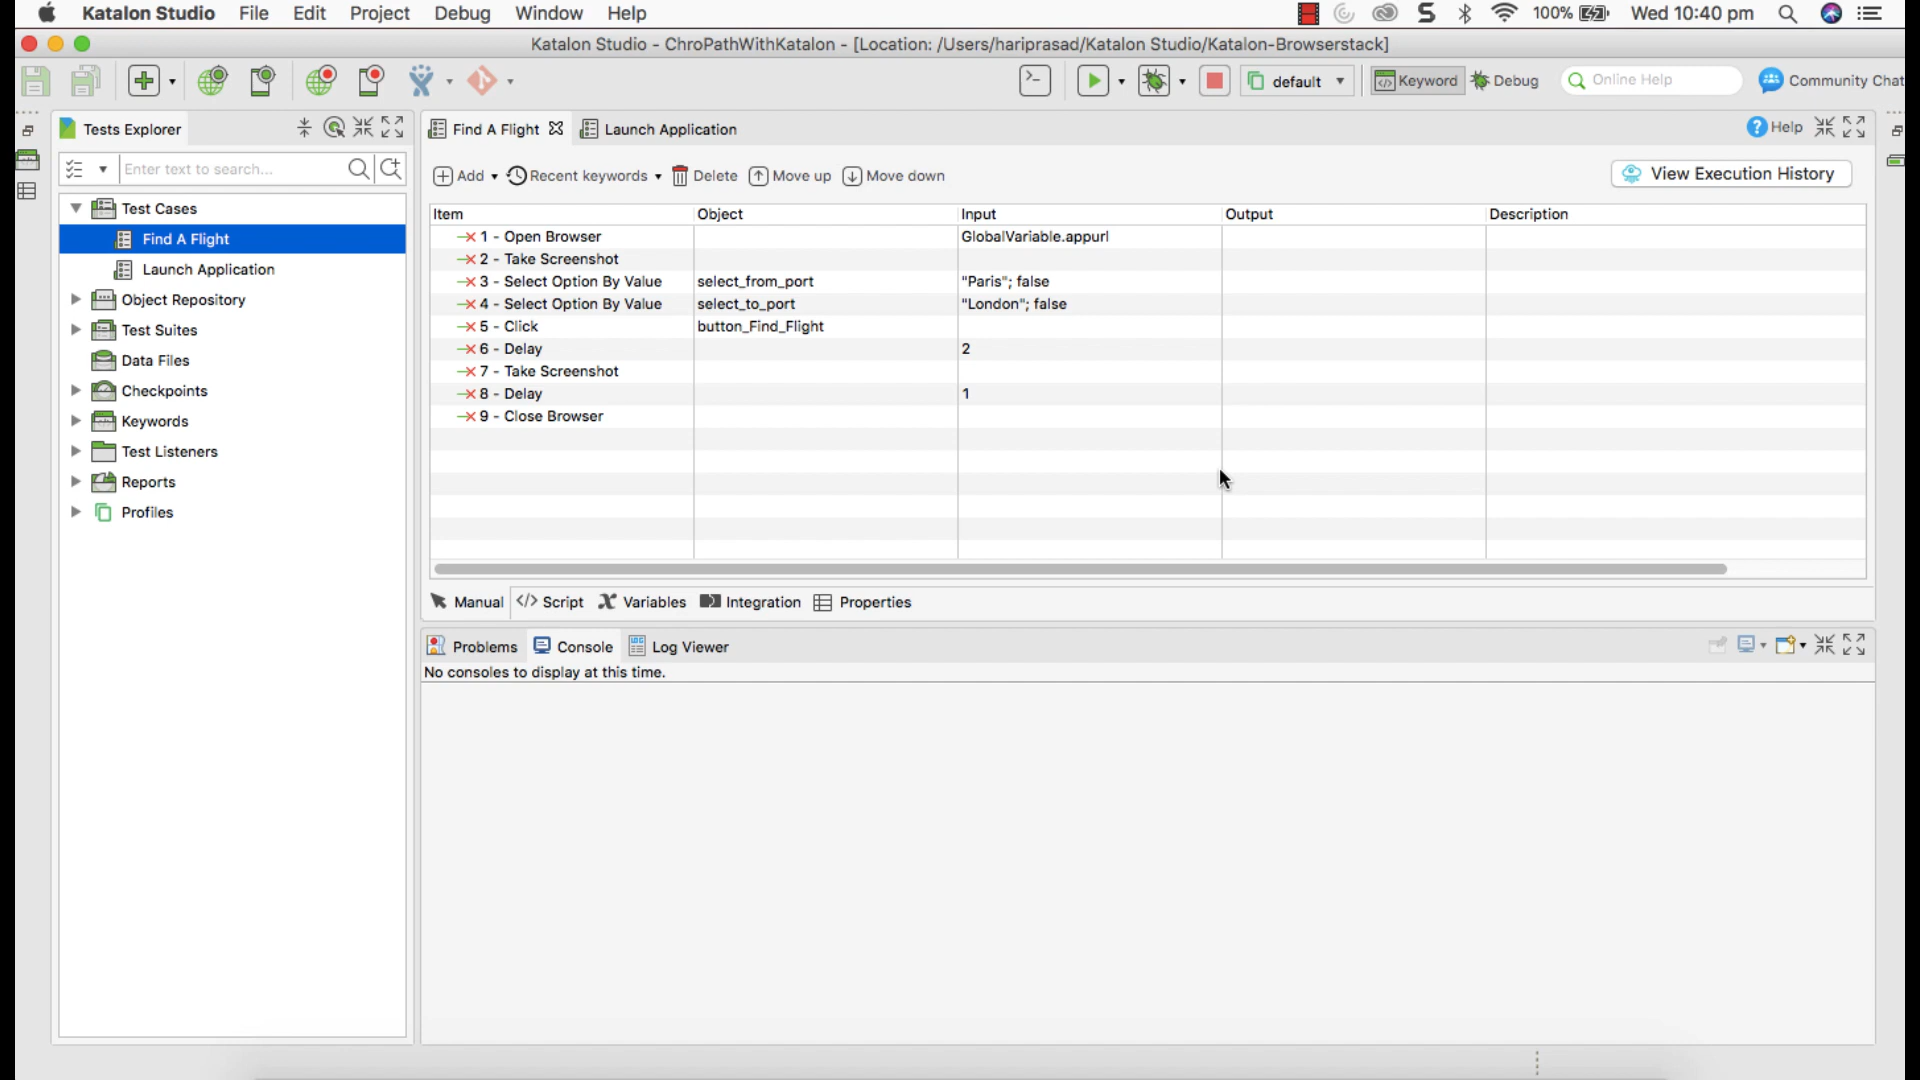 Katalon Studio File Edit Project Debug Window Help 100% Wed 10:40 pm
Katalon Studio - ChroPathWithKatalon - [Location: /Users/hariprasad/Katalon Studio/Katalon-Browserstack]
default Keyword Debug Online Help Community Chat
Tests Explorer
Enter text to search...
Test Cases
Find A Flight
Launch Application
Object Repository
Test Suites
Data Files
Checkpoints
Keywords
Test Listeners
Reports
Profiles
Find A Flight Launch Application Help
Add Recent keywords Delete Move up Move down View Execution History
Item Object Input Output Description
1 - Open Browser GlobalVariable.appurl
2 - Take Screenshot
3 - Select Option By Value select_from_port "Paris"; false
4 - Select Option By Value select_to_port "London"; false
5 - Click button_Find_Flight
6 - Delay 2
7 - Take Screenshot
8 - Delay 1
9 - Close Browser
Manual Script Variables Integration Properties
Problems Console Log Viewer
No consoles to display at this time.